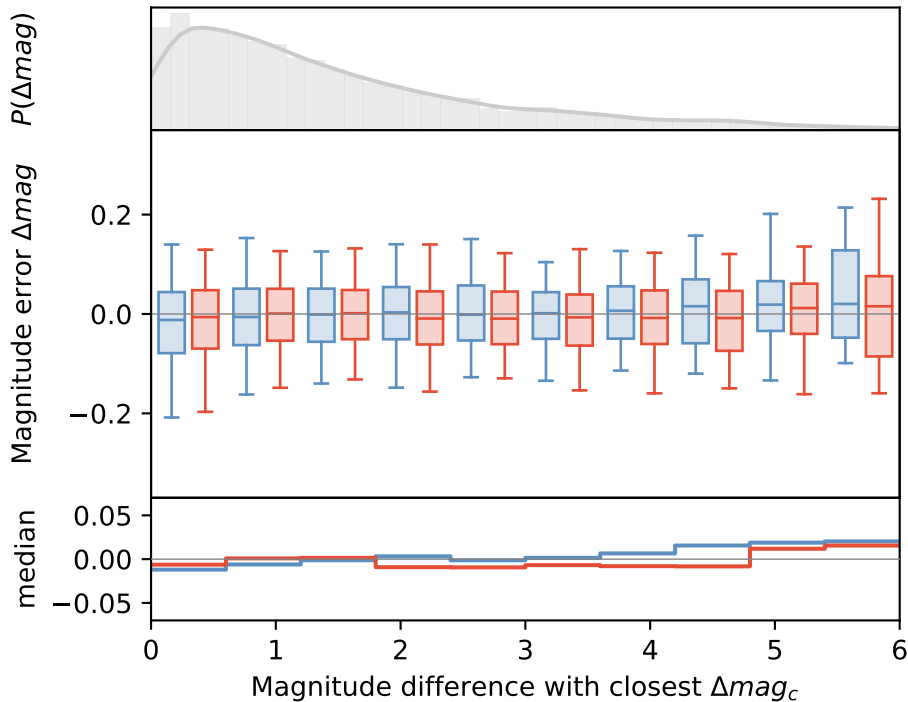 P(Δmag)
Magnitude error Δmag
0.2
0.0
−0.2
median
0.05
0.00
−0.05
0 1 2 3 4 5 6
Magnitude difference with closest Δmag_c